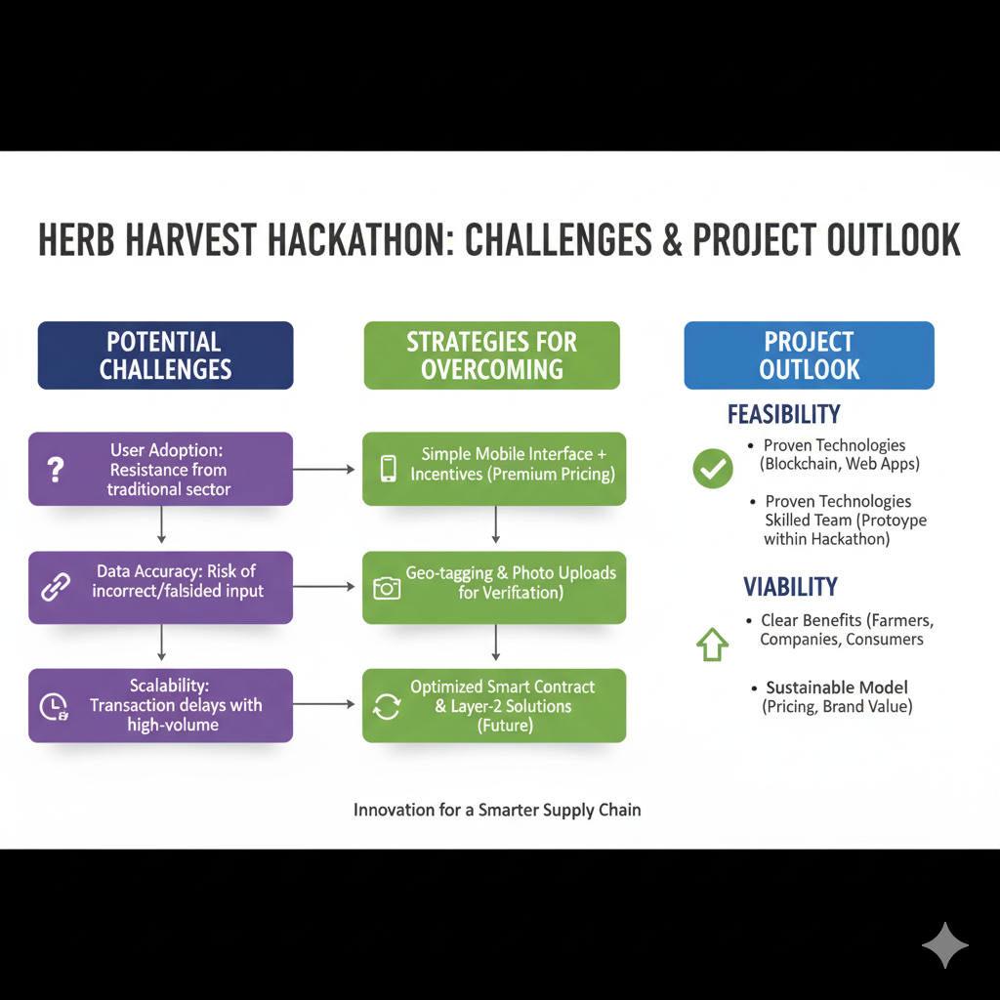 HERB HARVEST HACKATHON: CHALLENGES & PROJECT OUTLOOK
POTENTIAL
CHALLENGES
User Adoption:
Resistance from
traditional sector
Data Accuracy: Risk of
incorrect/falsided input
Scalability:
Transaction delays with
high-volume
STRATEGIES FOR
OVERCOMING
Simple Mobile Interface +
Incentives (Premium Pricing)
Geo-tagging & Photo Uploads
for Verification)
Optimized Smart Contract
& Layer-2 Solutions
(Future)
PROJECT
OUTLOOK
FEASIBILITY
• Proven Technologies
(Blockchain, Web Apps)
• Proven Technologies
Skilled Team (Protoype
within Hackathon)
VIABILITY
• Clear Benefits (Farmers,
Companies, Consumers
• Sustainable Model
(Pricing, Brand Value)
Innovation for a Smarter Supply Chain